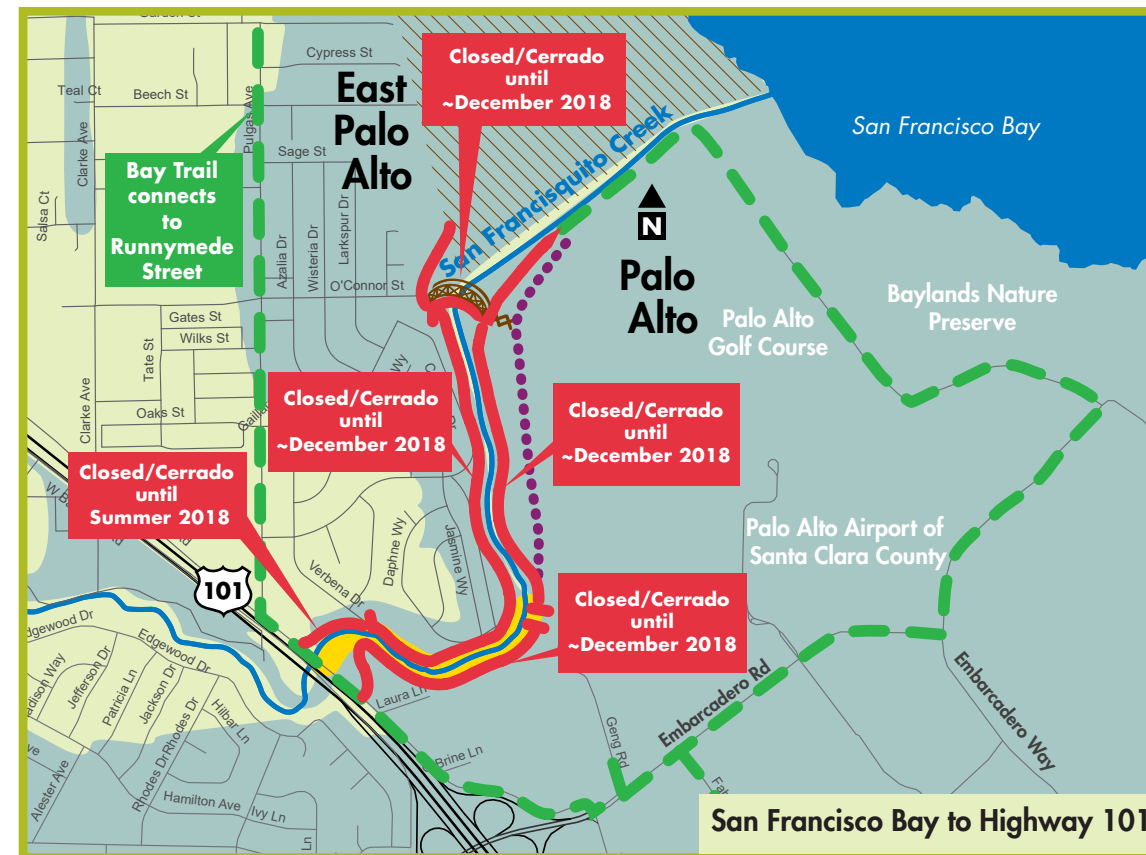 Garden St
Cypress St
Teal Ct
Beech St
Clarke Ave
Pulgas Ave
East
Palo
Alto
Closed/Cerrado
until
~December 2018
San Francisco Bay
Sage St
Bay Trail
connects
to
Runnymede
Street
Salsa Ct
Azalia Dr
Wisteria Dr
Larkspur Dr
San Francisquito Creek
N
O'Connor St
Palo
Alto
Baylands Nature
Preserve
Palo Alto
Golf Course
Gates St
Wilks St
Tate St
Clarke Ave
Oaks St
Closed/Cerrado
until
~December 2018
Closed/Cerrado
until
~December 2018
Closed/Cerrado
until
Summer 2018
Palo Alto Airport of
Santa Clara County
Daphne Wy
Jasmine Wy
Verbena Dr
101
Closed/Cerrado
until
~December 2018
Edgewood Dr
Jefferson Dr
Patricia Ln
Jackson Dr
Rhodes Dr
Rhodes Dr
Hilbar Ln
Laura Ln
Brine Ln
Geng Rd
Embarcadero Rd
Embarcadero Way
Alester Ave
Hamilton Ave
Ivy Ln
Ln
San Francisco Bay to Highway 101